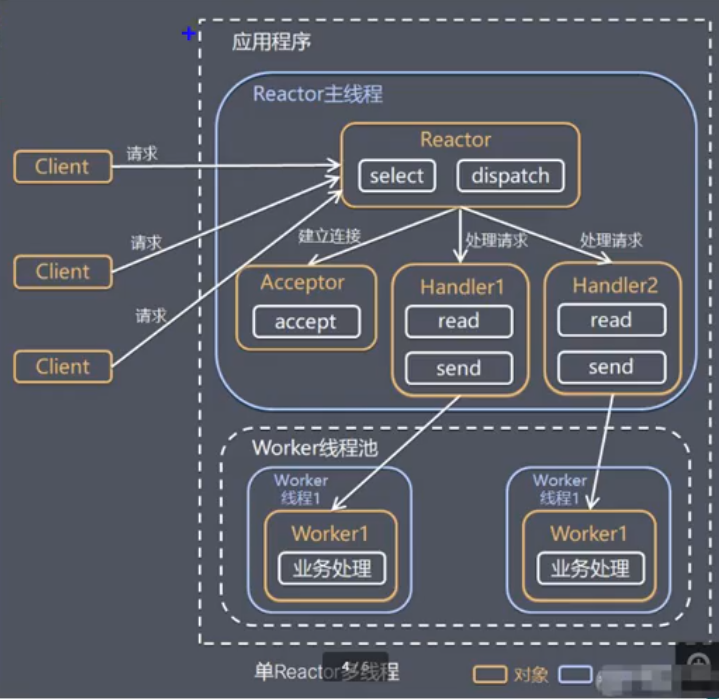 应用程序
Reactor主线程
Reactor
select
dispatch
Client
请求
Client
请求
Client
请求
建立连接
处理请求
处理请求
Acceptor
accept
Handler1
read
send
Handler2
read
send
Worker线程池
Worker
线程1
Worker1
业务处理
Worker
线程1
Worker1
业务处理
单Reactor多线程
4 / 6
对象